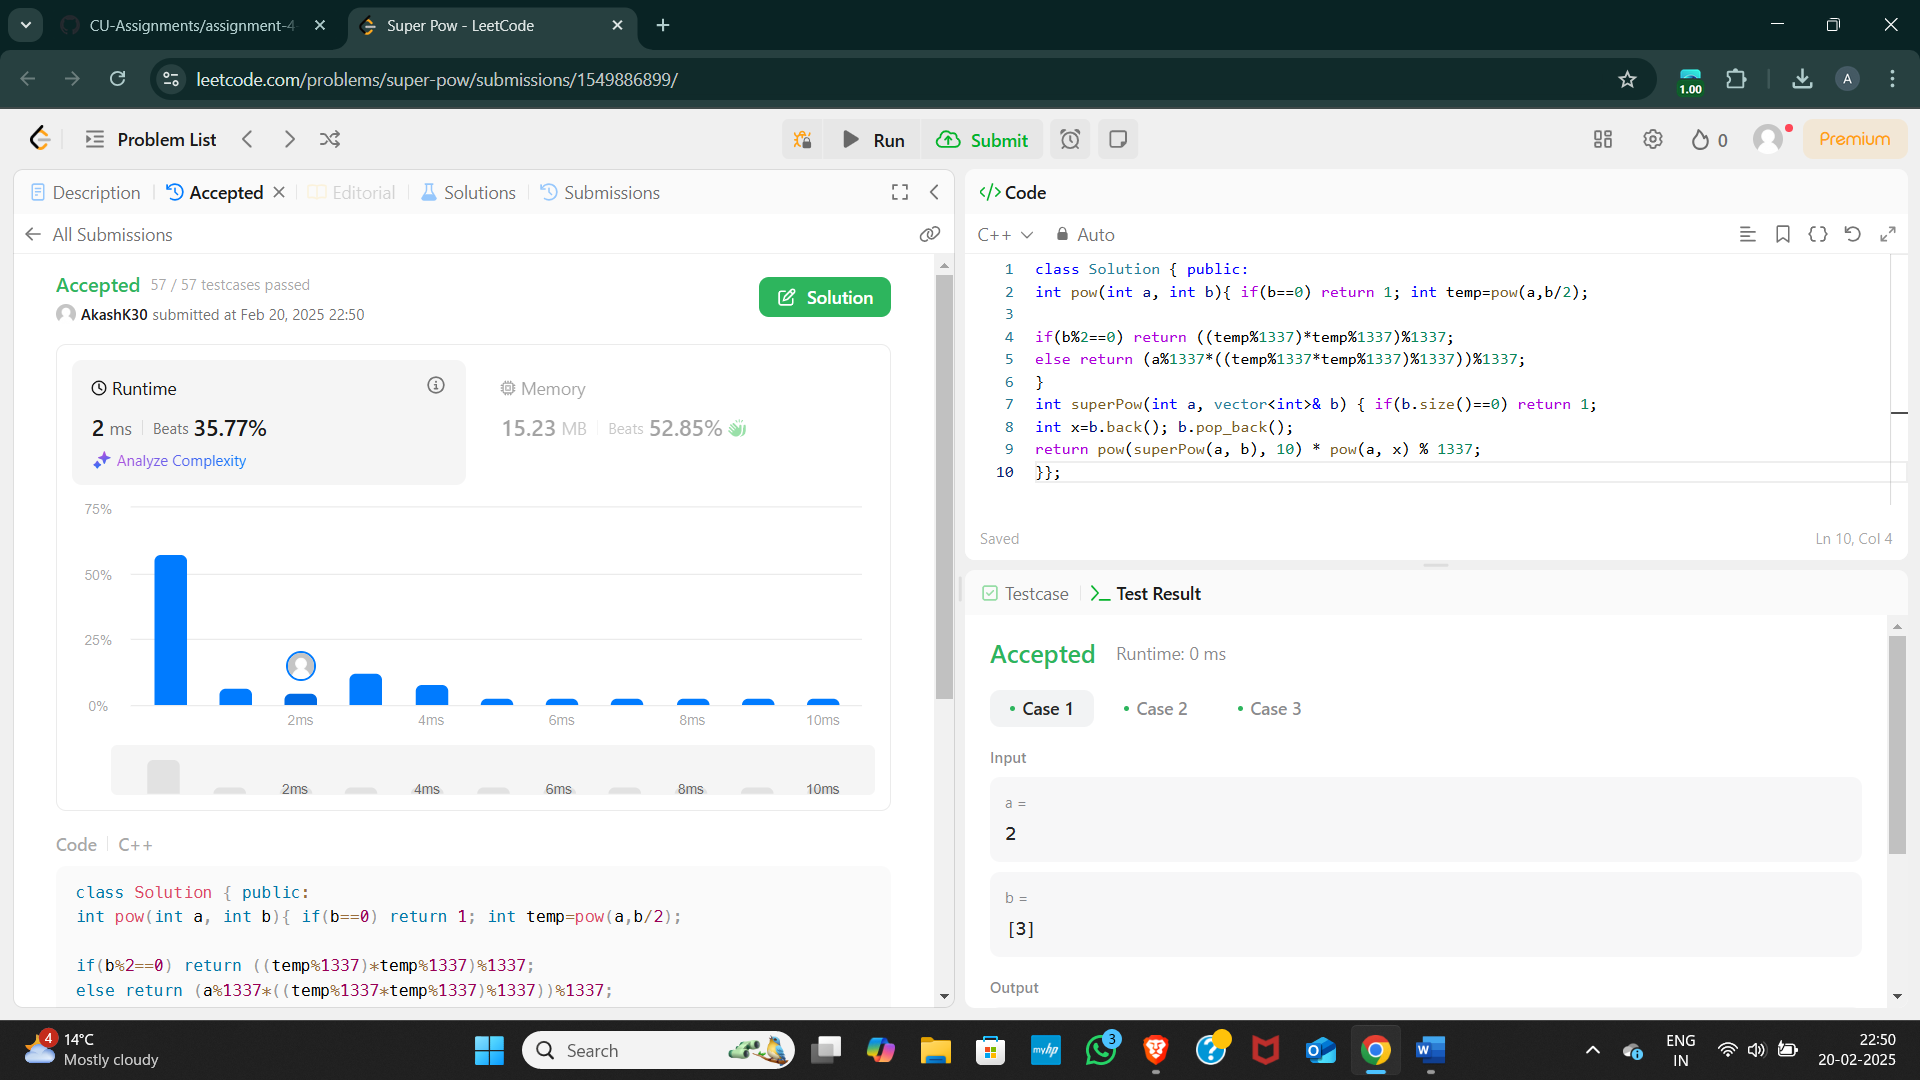 CU-Assignments/assignment-4
Super Pow - LeetCode
leetcode.com/problems/super-pow/submissions/1549886899/
1.00
A
Problem List
Run
Submit
0
Premium
Description
Accepted
Editorial
Solutions
Submissions
All Submissions
Accepted 57 / 57 testcases passed
AkashK30 submitted at Feb 20, 2025 22:50
Solution
Runtime
2 ms Beats 35.77%
Analyze Complexity
Memory
15.23 MB Beats 52.85%
75%
50%
25%
0%
2ms 4ms 6ms 8ms 10ms
2ms 4ms 6ms 8ms 10ms
Code C++
class Solution { public:
int pow(int a, int b){ if(b==0) return 1; int temp=pow(a,b/2);
if(b%2==0) return ((temp%1337)*temp%1337)%1337;
else return (a%1337*((temp%1337*temp%1337)%1337))%1337;
</> Code
C++ Auto
1 class Solution { public:
2 int pow(int a, int b){ if(b==0) return 1; int temp=pow(a,b/2);
3
4 if(b%2==0) return ((temp%1337)*temp%1337)%1337;
5 else return (a%1337*((temp%1337*temp%1337)%1337))%1337;
6 }
7 int superPow(int a, vector<int>& b) { if(b.size()==0) return 1;
8 int x=b.back(); b.pop_back();
9 return pow(superPow(a, b), 10) * pow(a, x) % 1337;
10 }};
Saved
Ln 10, Col 4
Testcase
Test Result
Accepted Runtime: 0 ms
Case 1 Case 2 Case 3
Input
a =
2
b =
[3]
Output
4
14°C
Mostly cloudy
Search
myhp
3
ENG
IN
22:50
20-02-2025